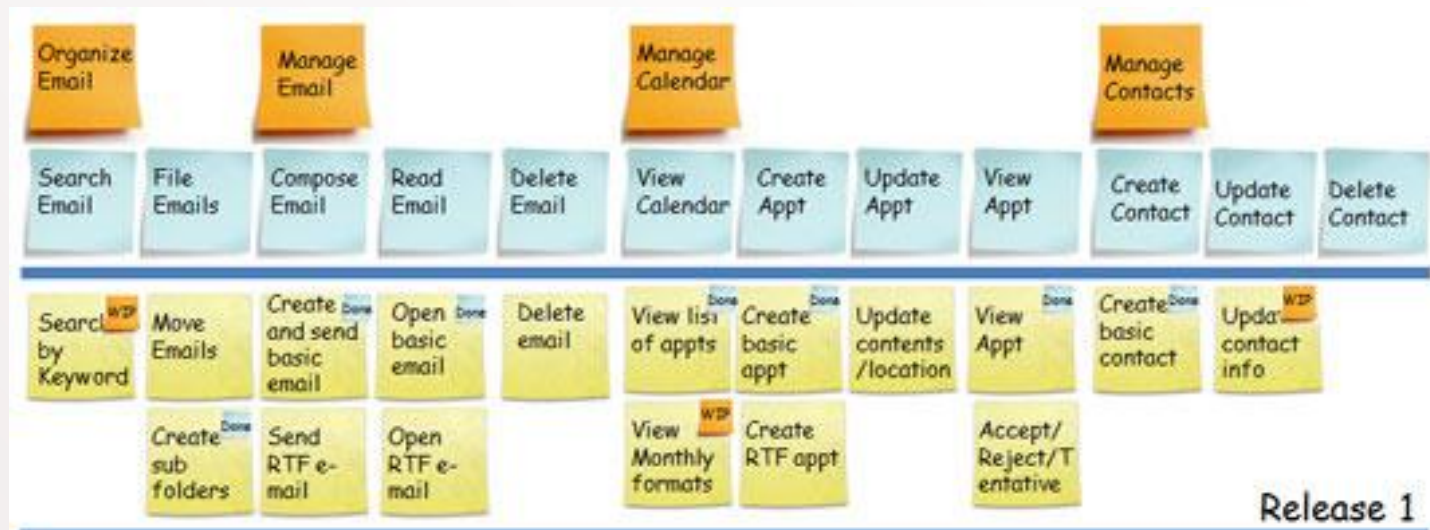 Organize
Email
Manage
Email
Manage
Calendar
Manage
Contacts
Search
Email
File
Emails
Compose
Email
Read
Email
Delete
Email
View
Calendar
Create
Appt
Update
Appt
View
Appt
Create
Contact
Update
Contact
Delete
Contact
Search
by
Keyword
WIP
Move
Emails
Create
and send
basic
email
Done
Open
basic
email
Done
Delete
email
View list
of appts
Done
Create
basic
appt
Done
Update
contents
/location
View
Appt
Done
Create
basic
contact
Done
Update
contact
info
WIP
Create
sub
folders
Done
Send
RTF e-
mail
Open
RTF e-
mail
View
Monthly
formats
WIP
Create
RTF appt
Accept/
Reject/T
entative
Release 1